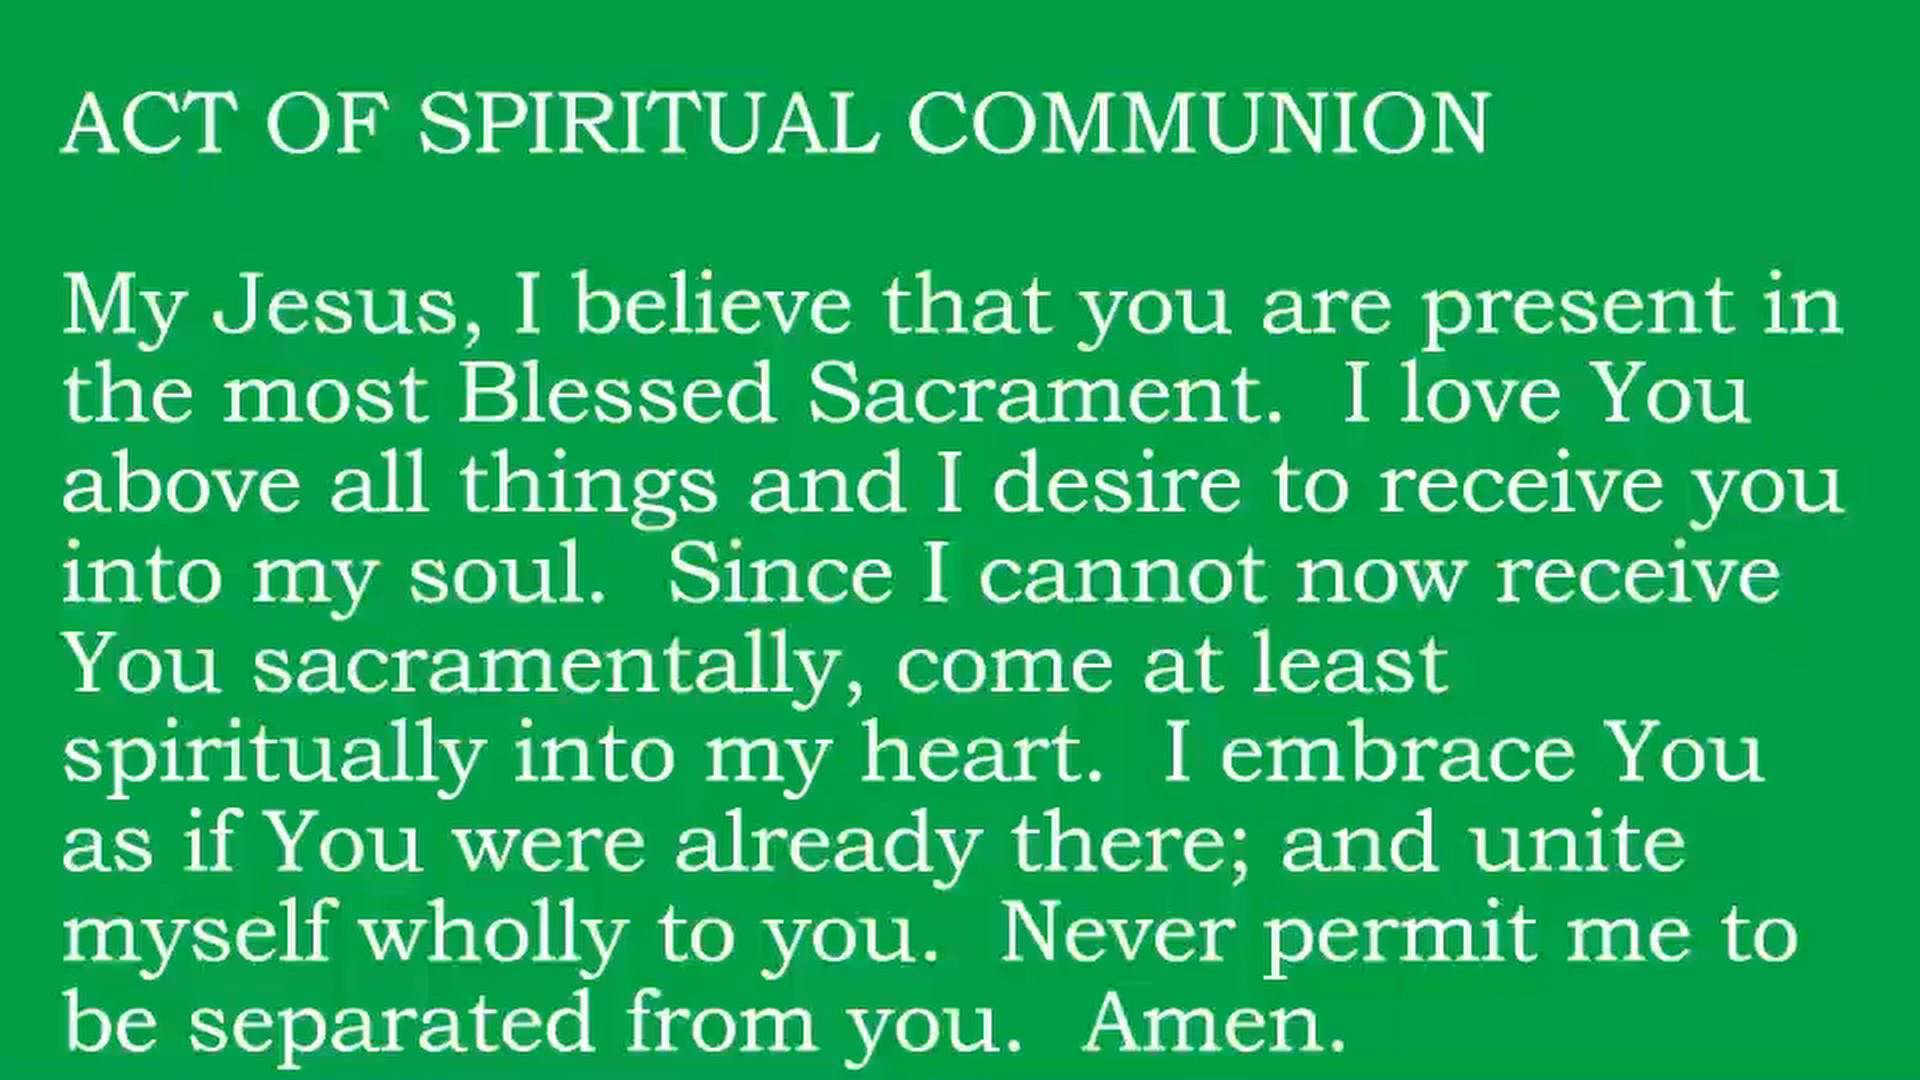 ACT OF SPIRITUAL COMMUNION
My Jesus, I believe that you are present in
the most Blessed Sacrament.  I love You
above all things and I desire to receive you
into my soul.  Since I cannot now receive
You sacramentally, come at least
spiritually into my heart.  I embrace You
as if You were already there; and unite
myself wholly to you.  Never permit me to
be separated from you.  Amen.